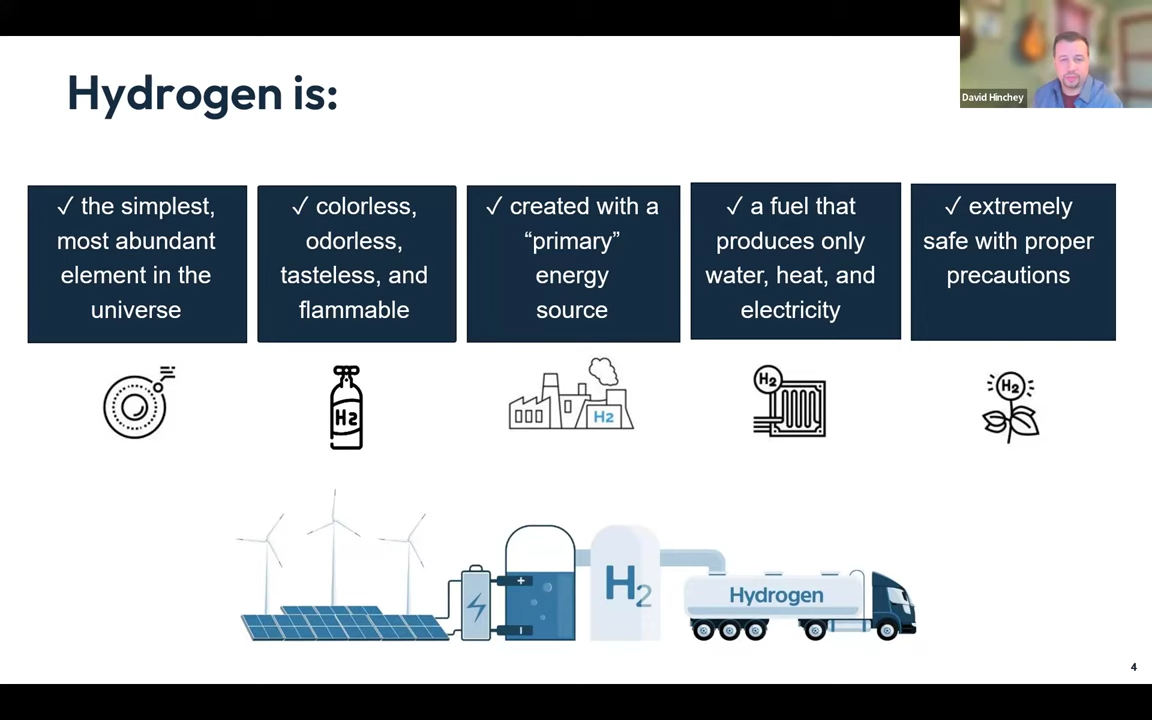 Hydrogen is:
David Hinchey
✓ the simplest,
most abundant
element in the
universe
✓ colorless,
odorless,
tasteless, and
flammable
✓ created with a
“primary”
energy
source
✓ a fuel that
produces only
water, heat, and
electricity
✓ extremely
safe with proper
precautions
H2
H2
H2
H2
+
H2
Hydrogen
4